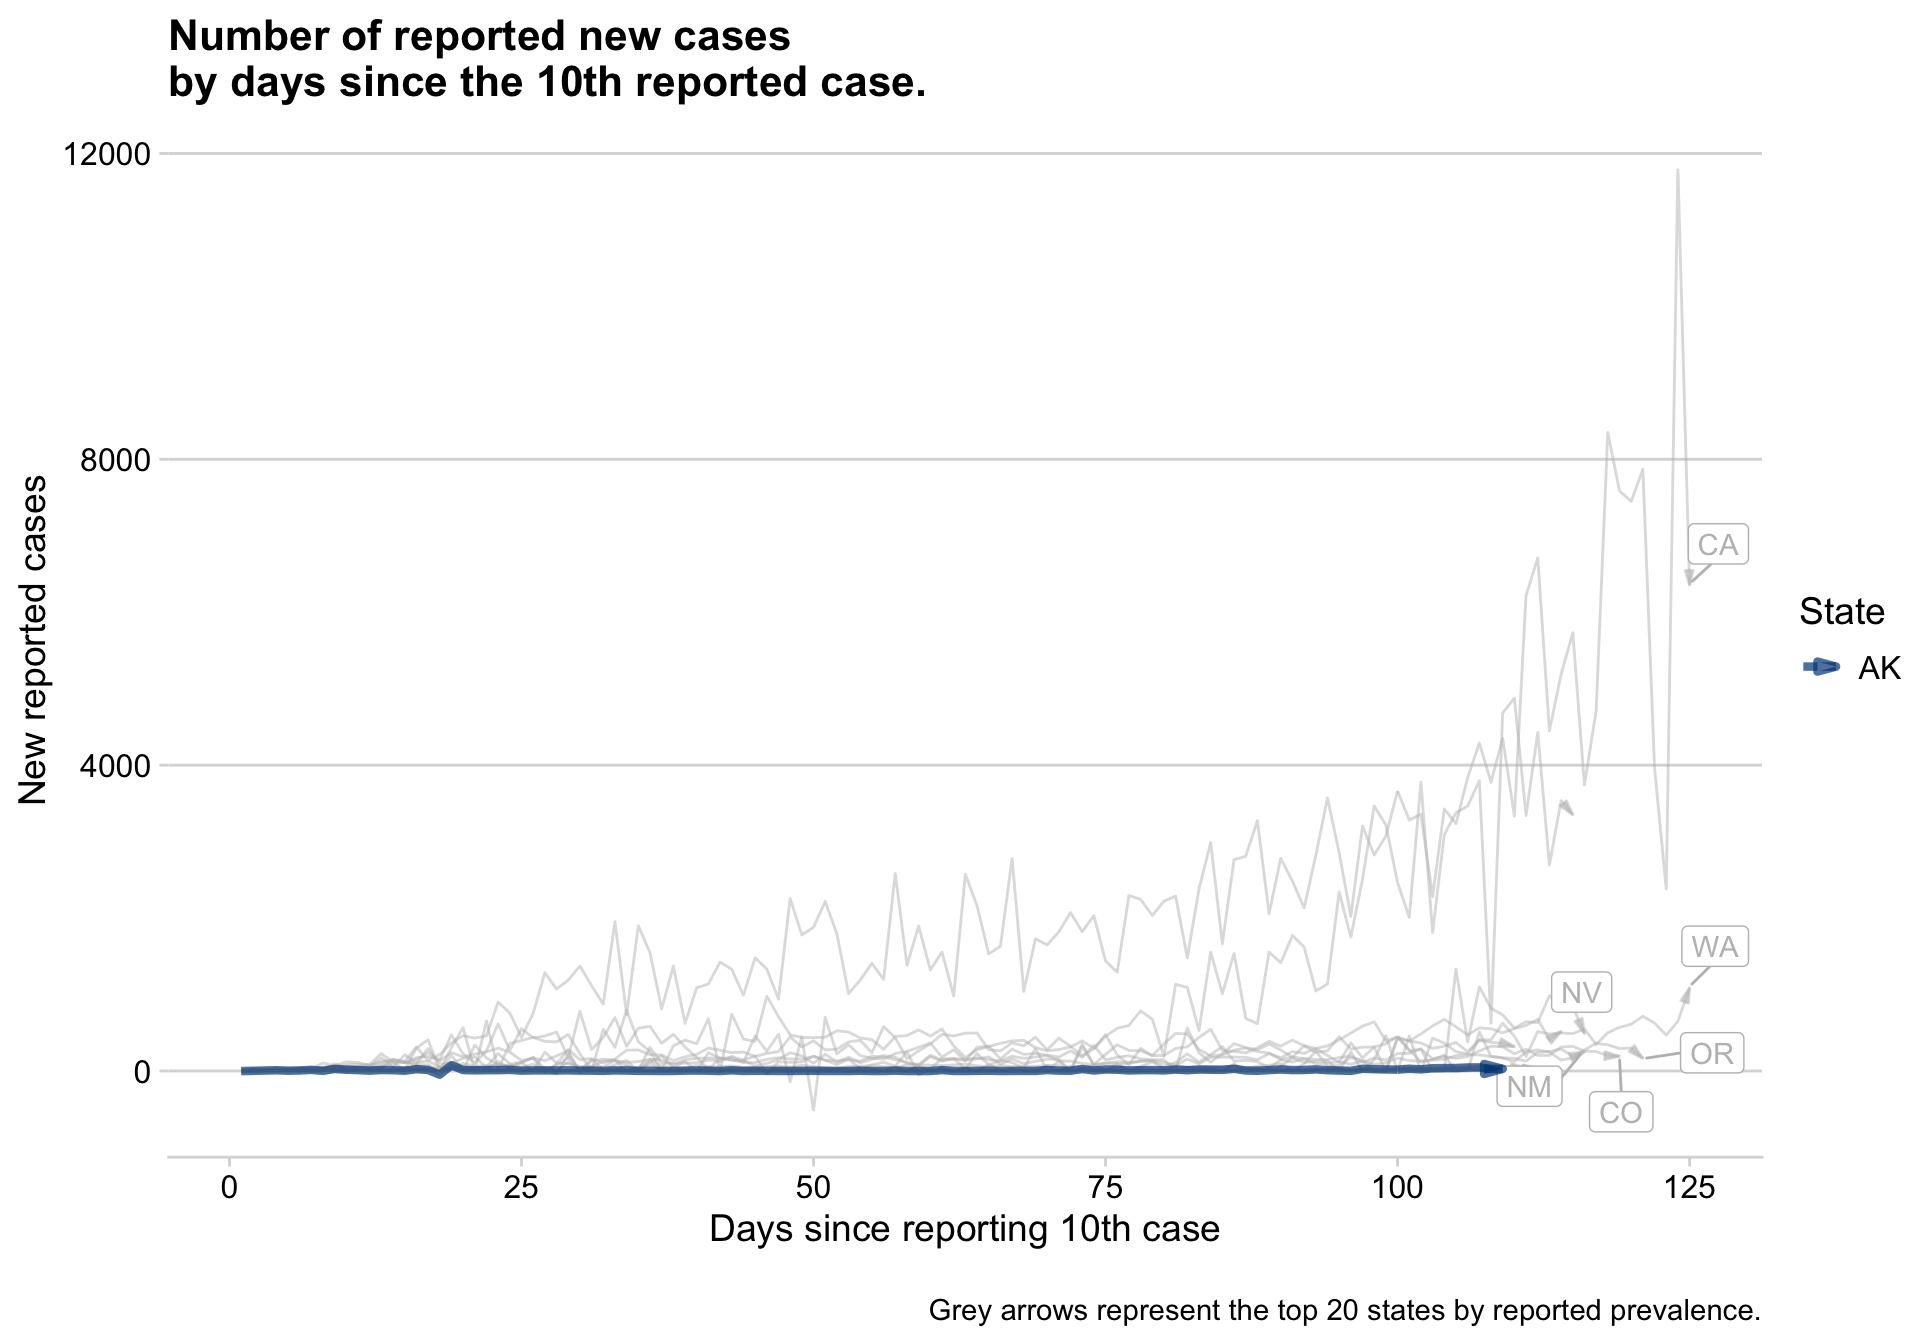 Number of reported new cases
by days since the 10th reported case.
12000
8000
4000
0
New reported cases
CA
WA
NV
OR
NM
CO
State
AK
0 25 50 75 100 125
Days since reporting 10th case
Grey arrows represent the top 20 states by reported prevalence.